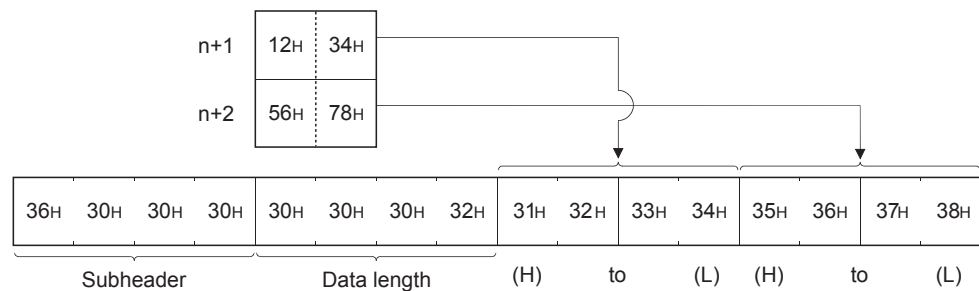 n+1 12H 34H
n+2 56H 78H
36H 30H 30H 30H 30H 30H 30H 32H 31H 32H 33H 34H 35H 36H 37H 38H
Subheader Data length (H) to (L) (H) to (L)